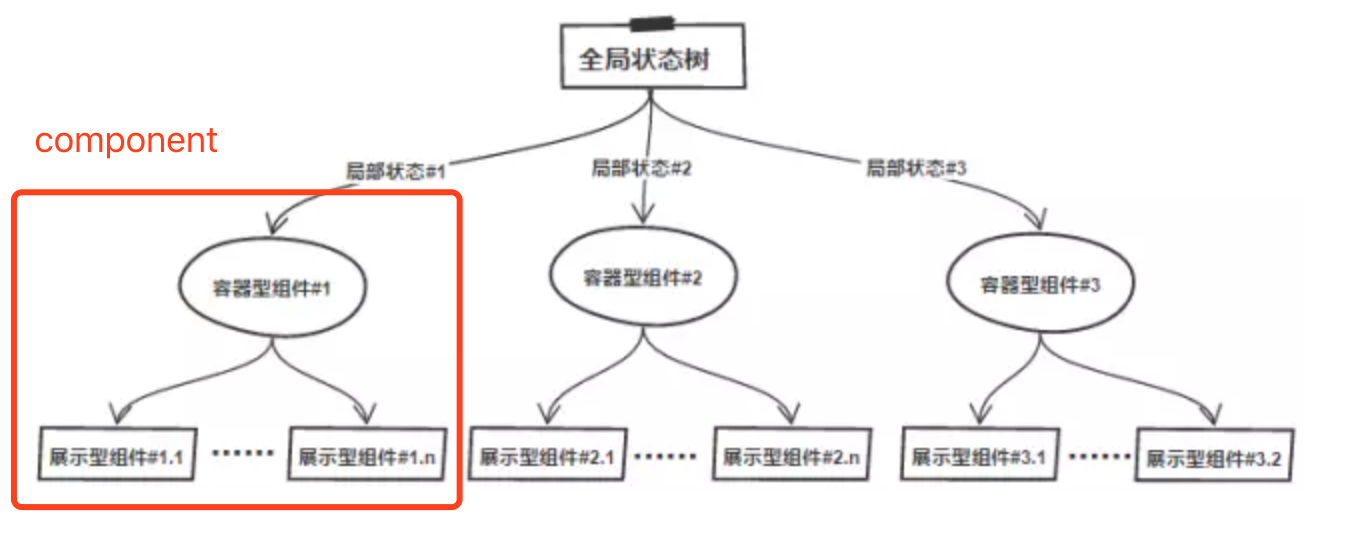 全局状态树
component
局部状态#1
局部状态#2
局部状态#3
容器型组件#1
容器型组件#2
容器型组件#3
展示型组件#1.1
······
展示型组件#1.n
展示型组件#2.1
······
展示型组件#2.n
展示型组件#3.1
······
展示型组件#3.2